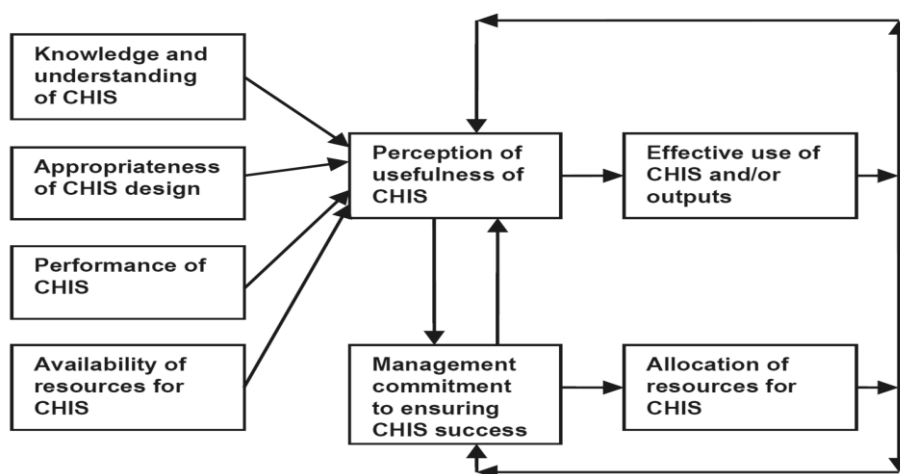 Knowledge and
understanding
of CHIS
Appropriateness
of CHIS design
Performance of
CHIS
Availability of
resources for
CHIS
Perception of
usefulness of
CHIS
Management
commitment
to ensuring
CHIS success
Effective use of
CHIS and/or
outputs
Allocation of
resources for
CHIS